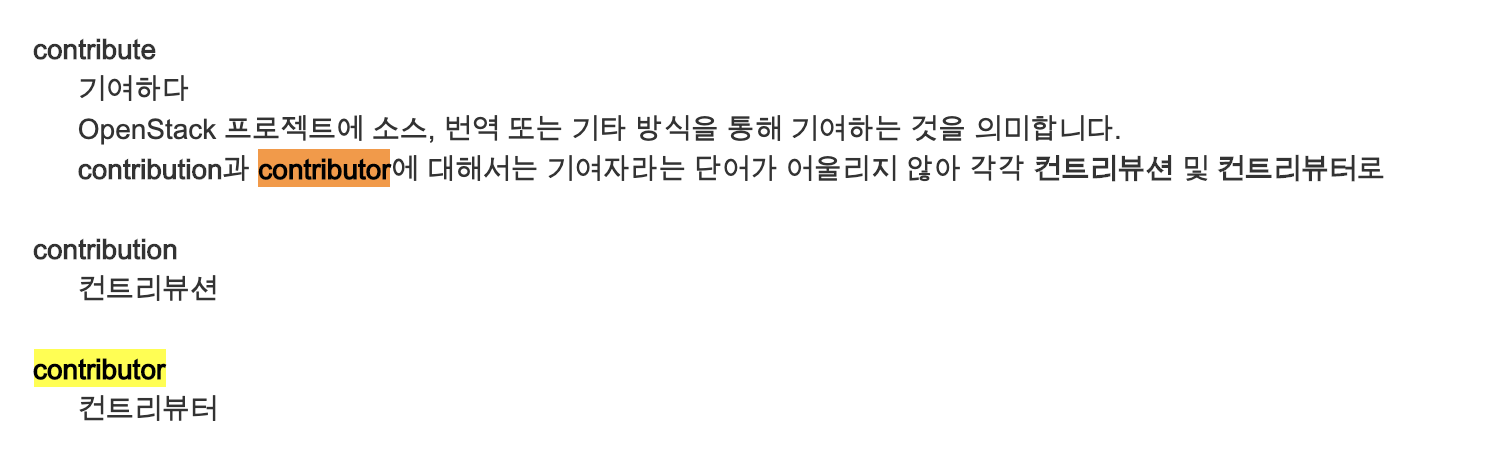 contribute
기여하다
OpenStack 프로젝트에 소스, 번역 또는 기타 방식을 통해 기여하는 것을 의미합니다.
contribution과 contributor에 대해서는 기여자라는 단어가 어울리지 않아 각각 컨트리뷰션 및 컨트리뷰터로
contribution
컨트리뷰션
contributor
컨트리뷰터